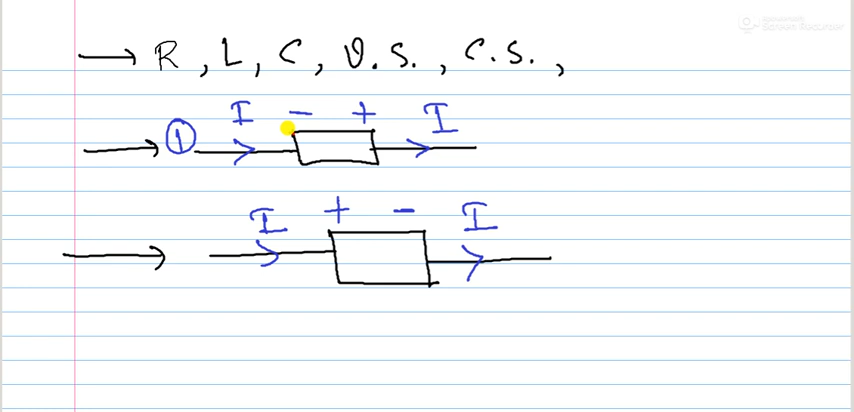 → R, L, C, V.S., C.S.,
I - + I
→ ①
I + - I
→